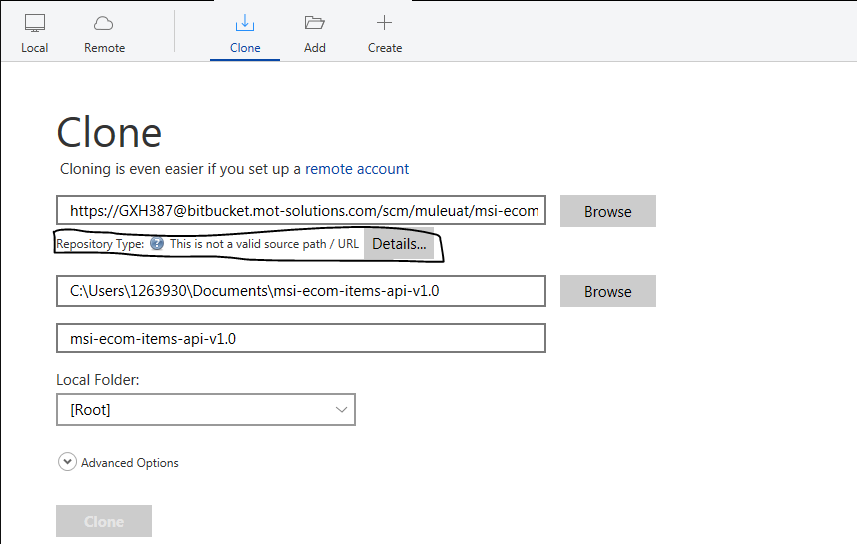 Local Remote Clone Add Create
Clone
Cloning is even easier if you set up a remote account
https://GXH387@bitbucket.mot-solutions.com/scm/muleuat/msi-ecom Browse
Repository Type: ? This is not a valid source path / URL Details...
C:\Users\1263930\Documents\msi-ecom-items-api-v1.0 Browse
msi-ecom-items-api-v1.0
Local Folder:
[Root]
Advanced Options
Clone